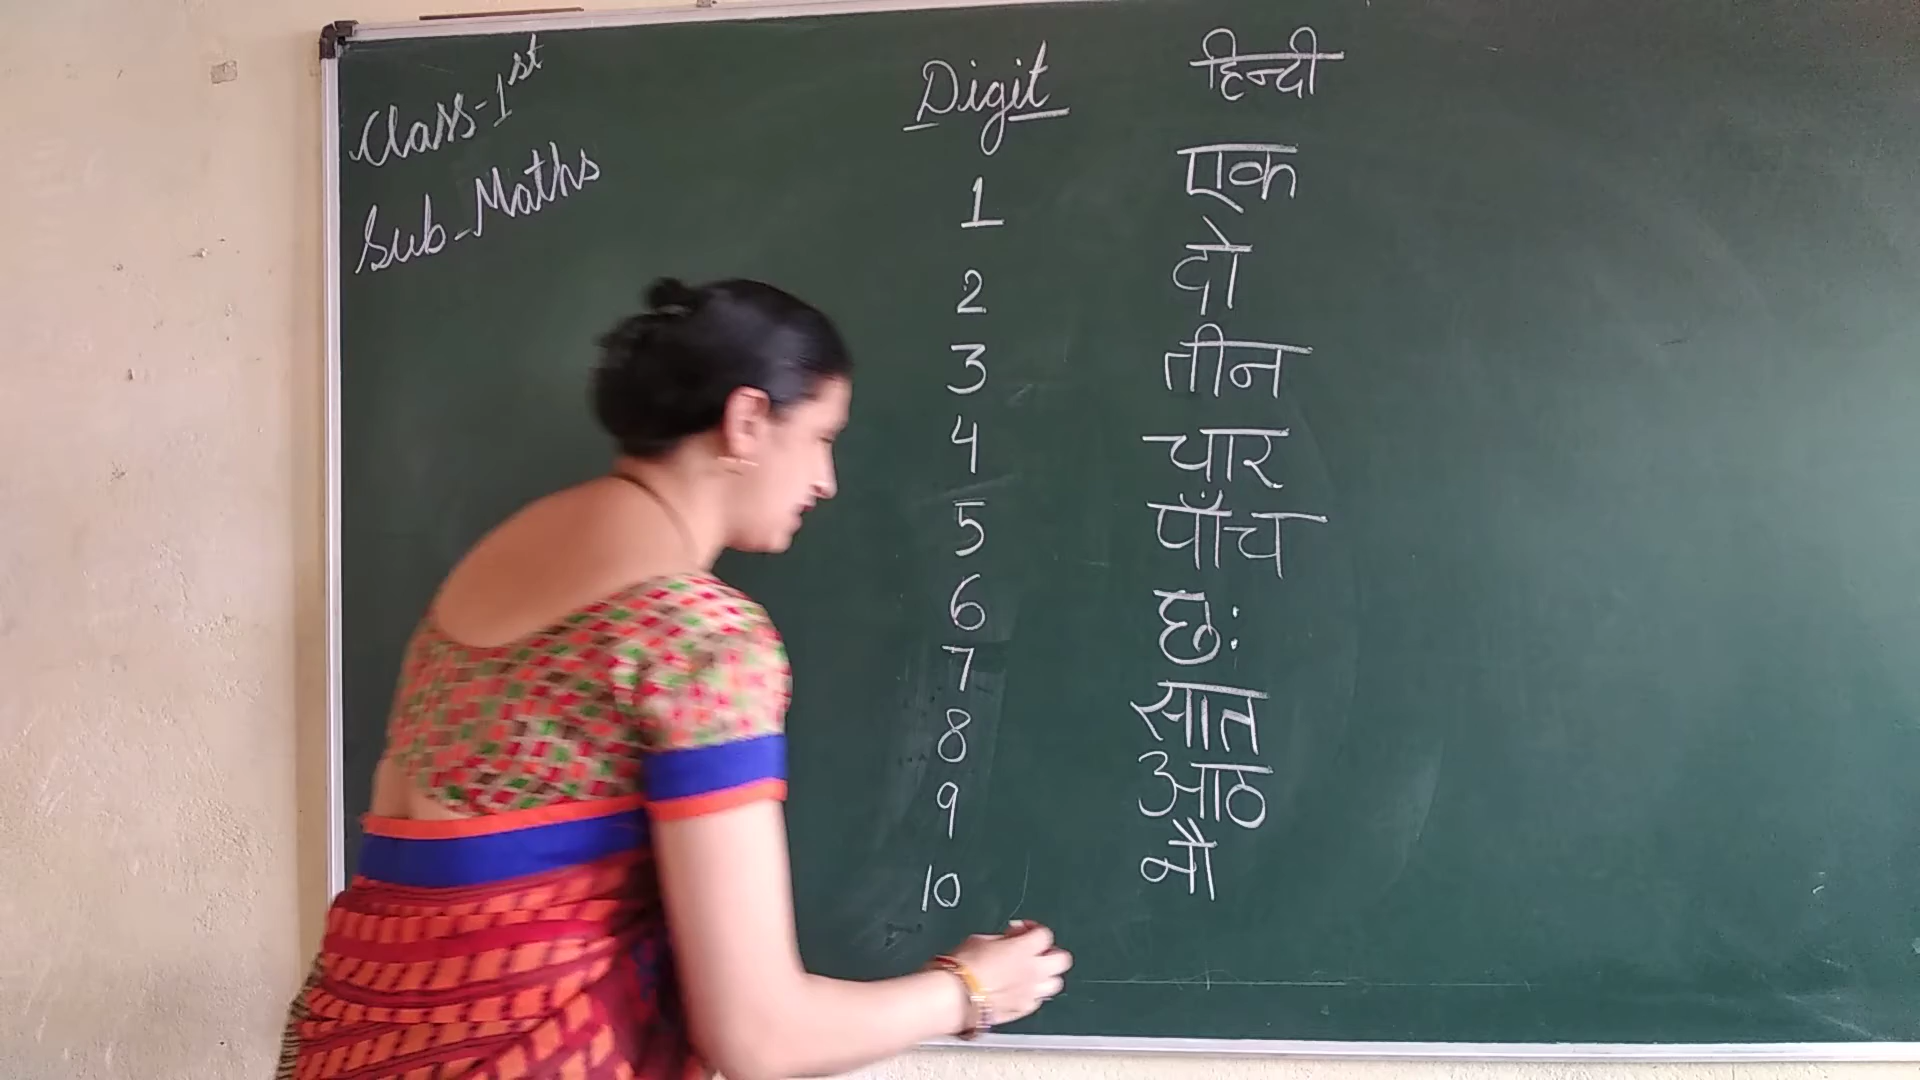 Class-1st
Sub-Maths
Digit हिन्दी
1 एक
2 दो
3 तीन
4 चार
5 पाँच
6 छः
7 सात
8 आठ
9 नौ
10